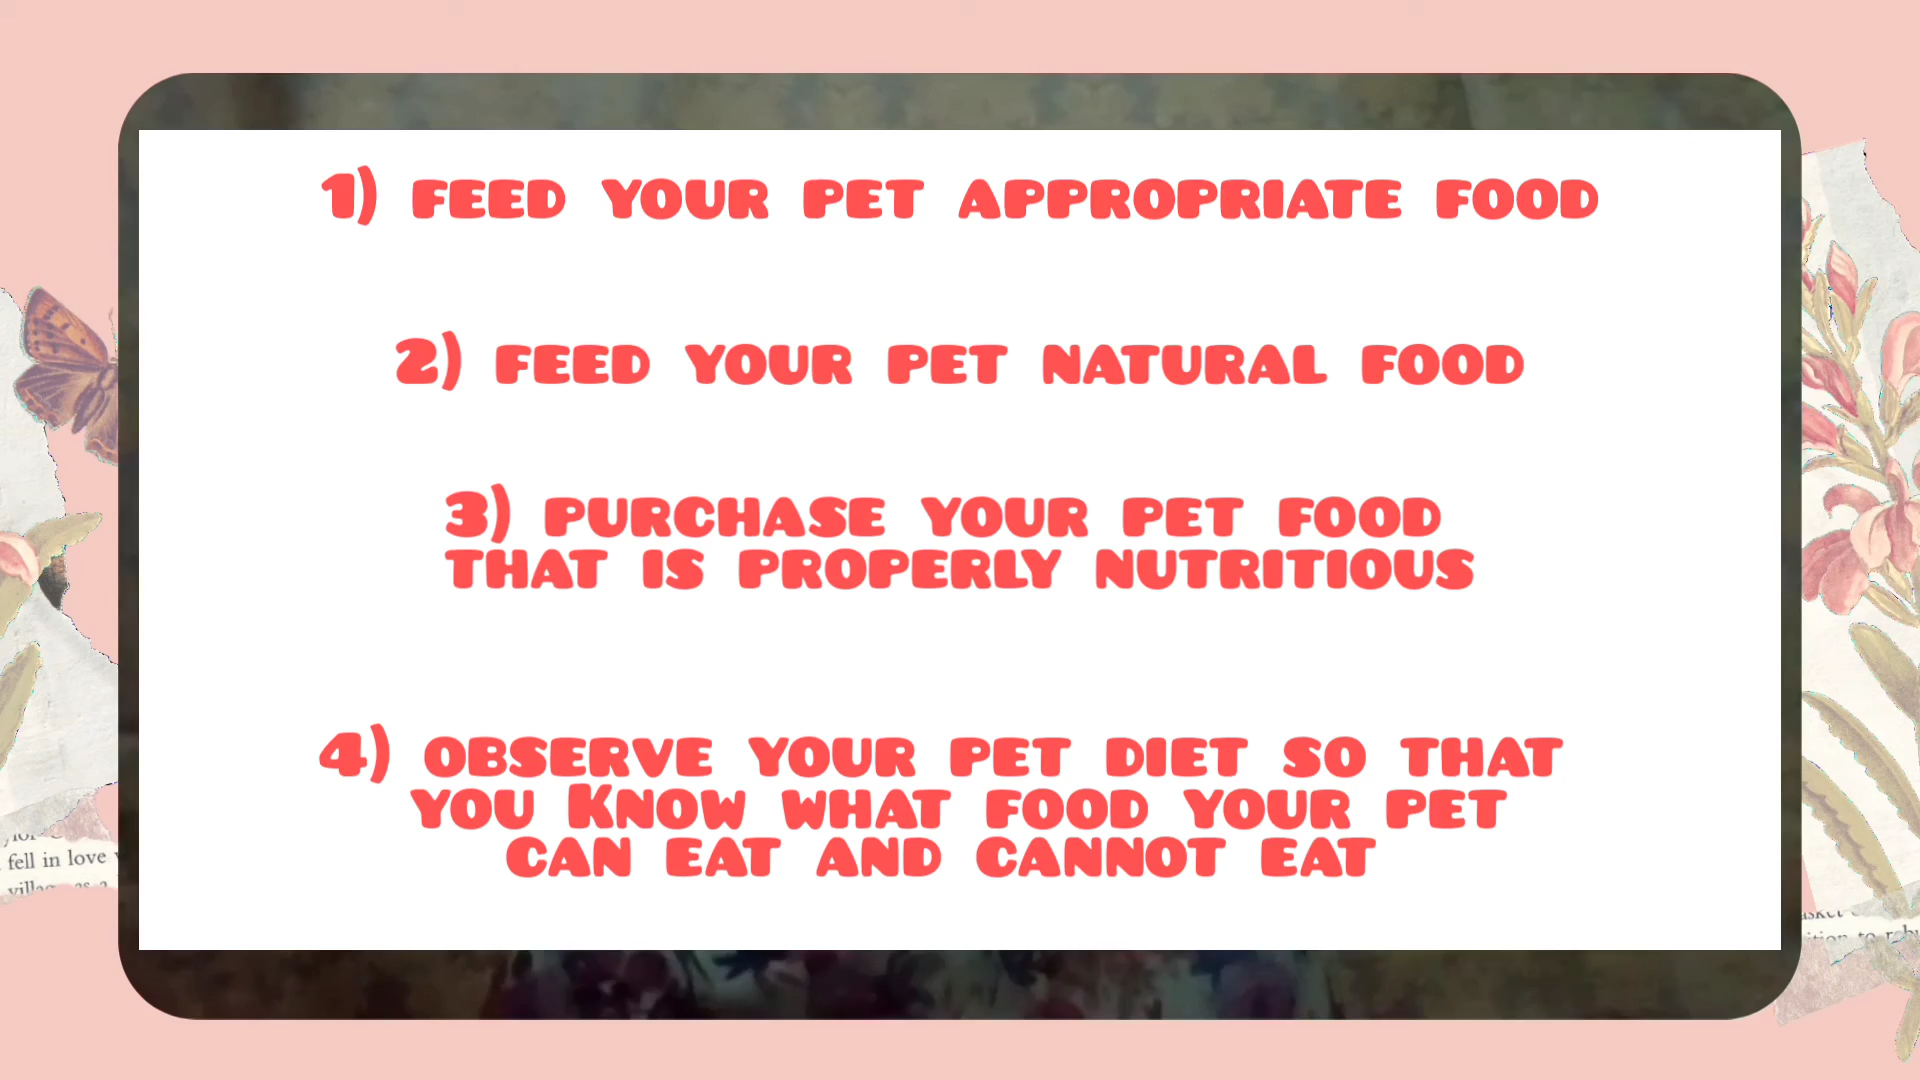 1) FEED YOUR PET APPROPRIATE FOOD
2) FEED YOUR PET NATURAL FOOD
3) PURCHASE YOUR PET FOOD
THAT IS PROPERLY NUTRITIOUS
4) OBSERVE YOUR PET DIET SO THAT
YOU KNOW WHAT FOOD YOUR PET
CAN EAT AND CANNOT EAT
fell in love